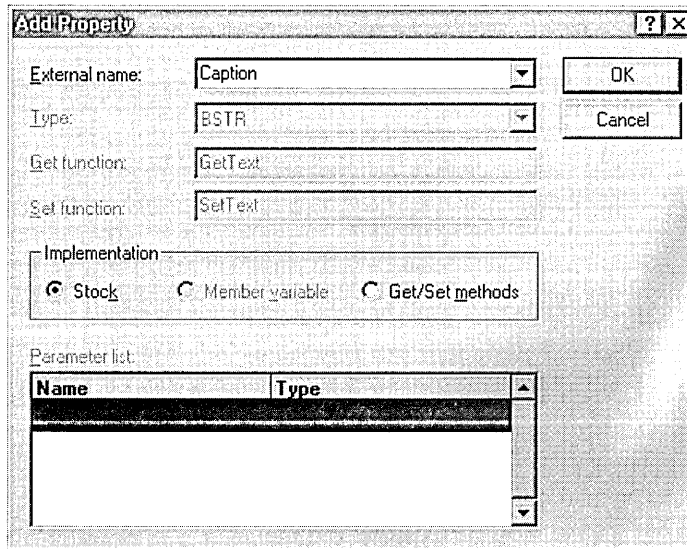 Add Property
External name: Caption
OK
Type: BSTR
Cancel
Get function: GetText
Set function: SetText
Implementation
Stock Member variable Get/Set methods
Parameter list:
Name Type